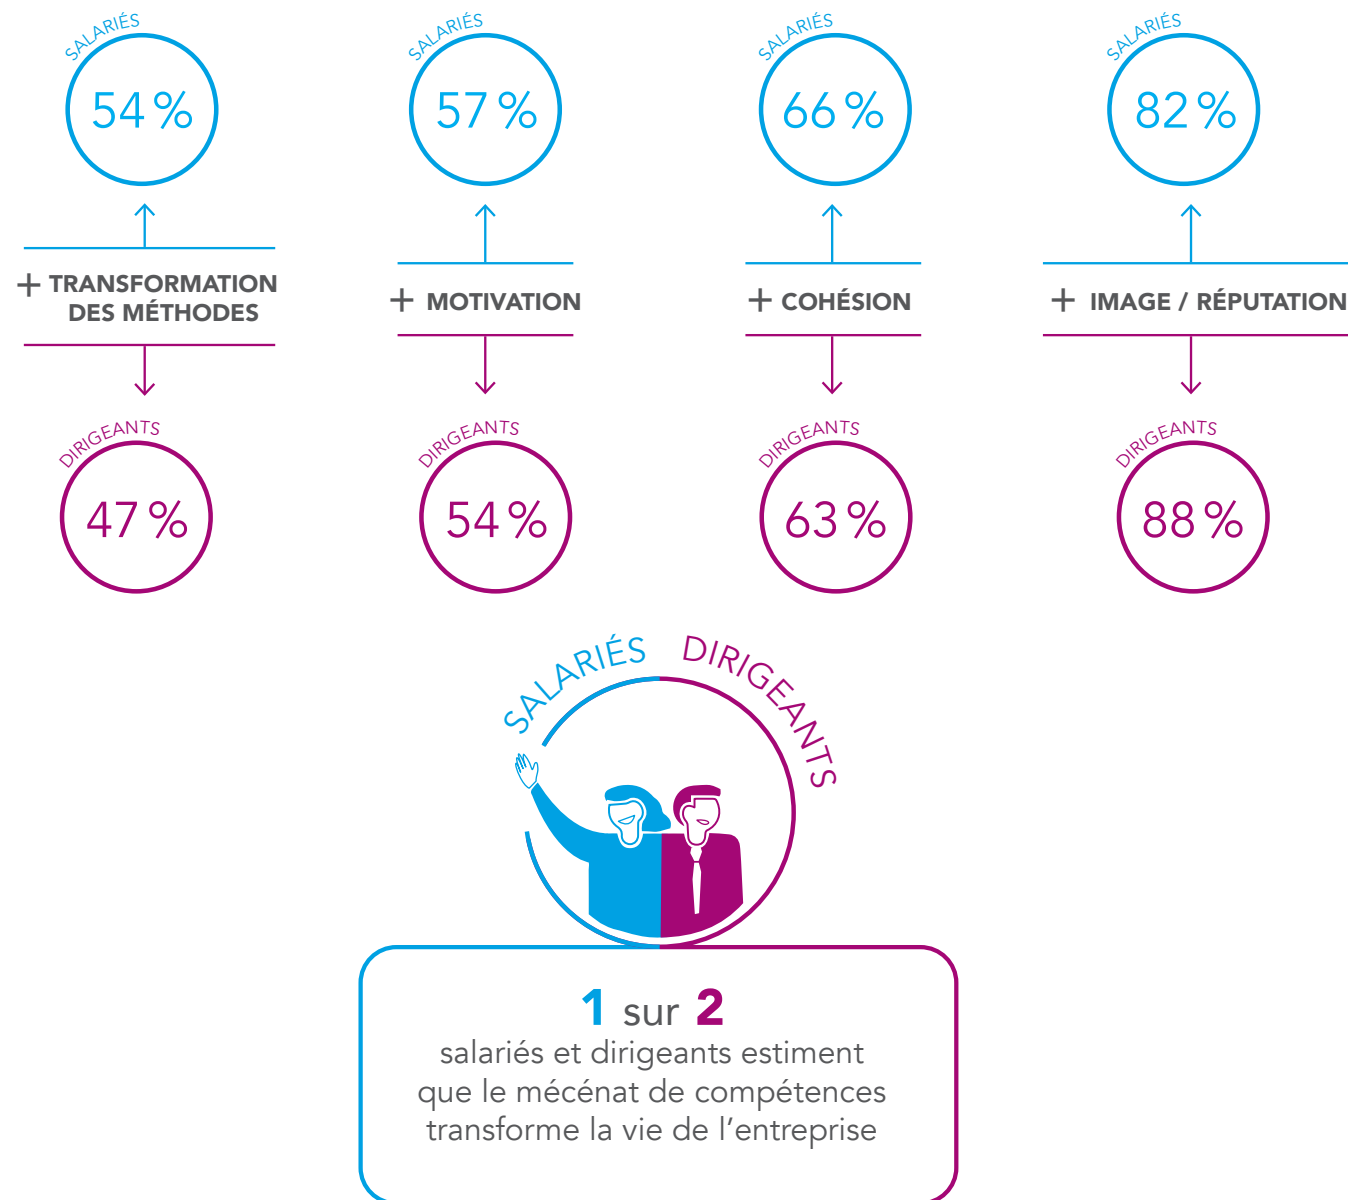 SALARIÉS
54 %
+ TRANSFORMATION
DES MÉTHODES
DIRIGEANTS
47 %
SALARIÉS
57 %
+ MOTIVATION
DIRIGEANTS
54 %
SALARIÉS
66 %
+ COHÉSION
DIRIGEANTS
63 %
SALARIÉS
82 %
+ IMAGE / RÉPUTATION
DIRIGEANTS
88 %
SALARIÉS
DIRIGEANTS
1 sur 2
salariés et dirigeants estiment
que le mécénat de compétences
transforme la vie de l’entreprise